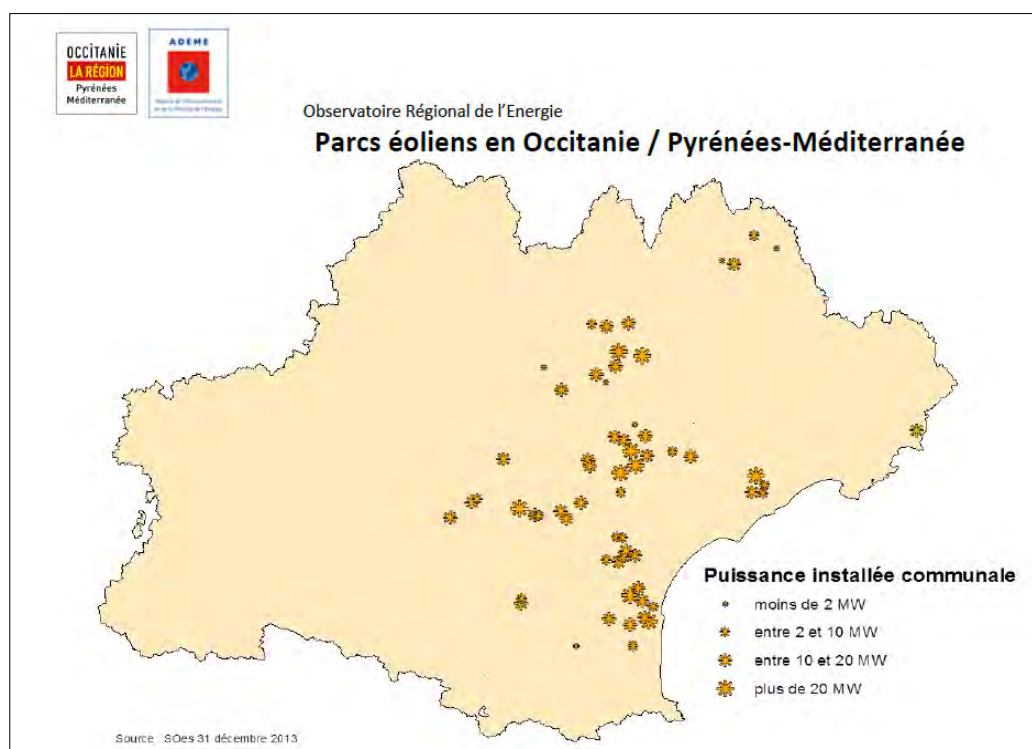 OCCITANIE
LA RÉGION
Pyrénées
Méditerranée
ADEME
Observatoire Régional de l'Energie
Parcs éoliens en Occitanie / Pyrénées-Méditerranée
Puissance installée communale
moins de 2 MW
entre 2 et 10 MW
entre 10 et 20 MW
plus de 20 MW
Source : SOes 31 décembre 2013